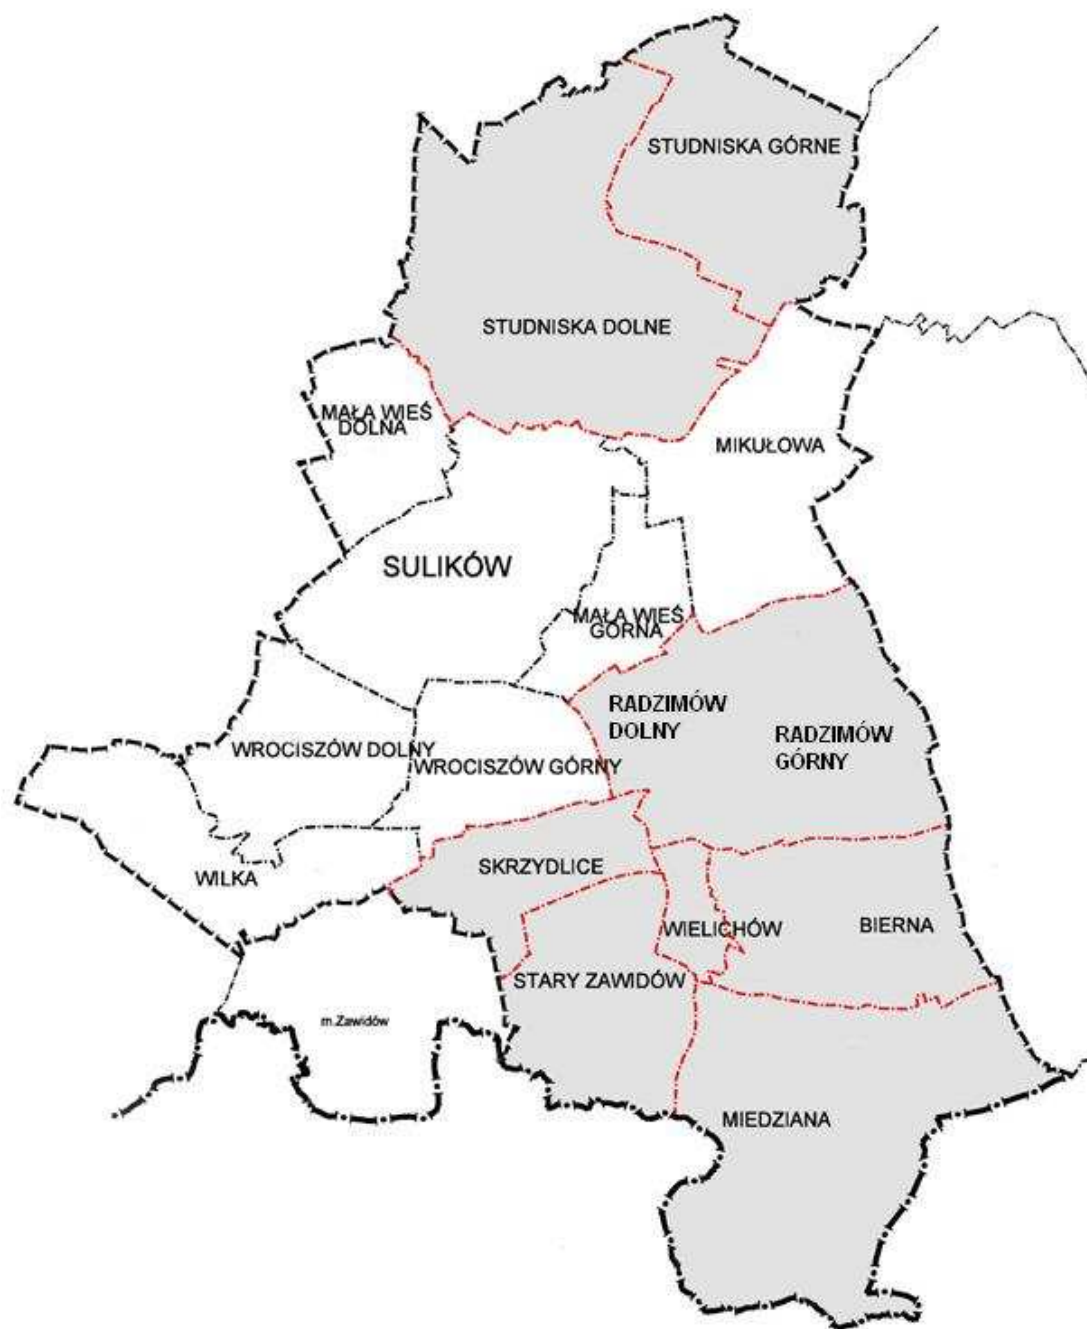 STUDNISKA GÓRNE
STUDNISKA DOLNE
MAŁA WIEŚ
DOLNA
MIKUŁOWA
SULIKÓW
MAŁA WIEŚ
GÓRNA
RADZIMÓW
DOLNY
RADZIMÓW
GÓRNY
WROCISZÓW DOLNY
WROCISZÓW GÓRNY
SKRZYDLICE
WILKA
WIELICHÓW
BIERNA
STARY ZAWIDÓW
m.Zawidów
MIEDZIANA